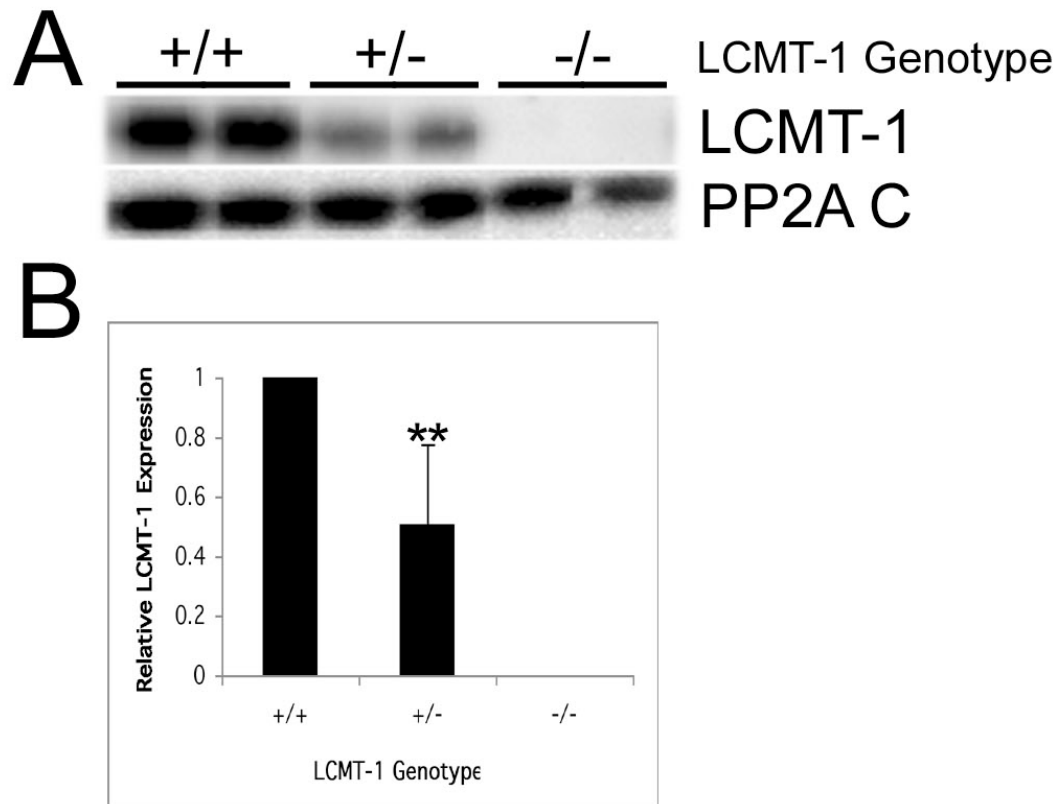 A
+/+ +/- -/- LCMT-1 Genotype
LCMT-1
PP2A C
B
Relative LCMT-1 Expression
1
0.8
**
0.6
0.4
0.2
0
+/+ +/- -/-
LCMT-1 Genotype